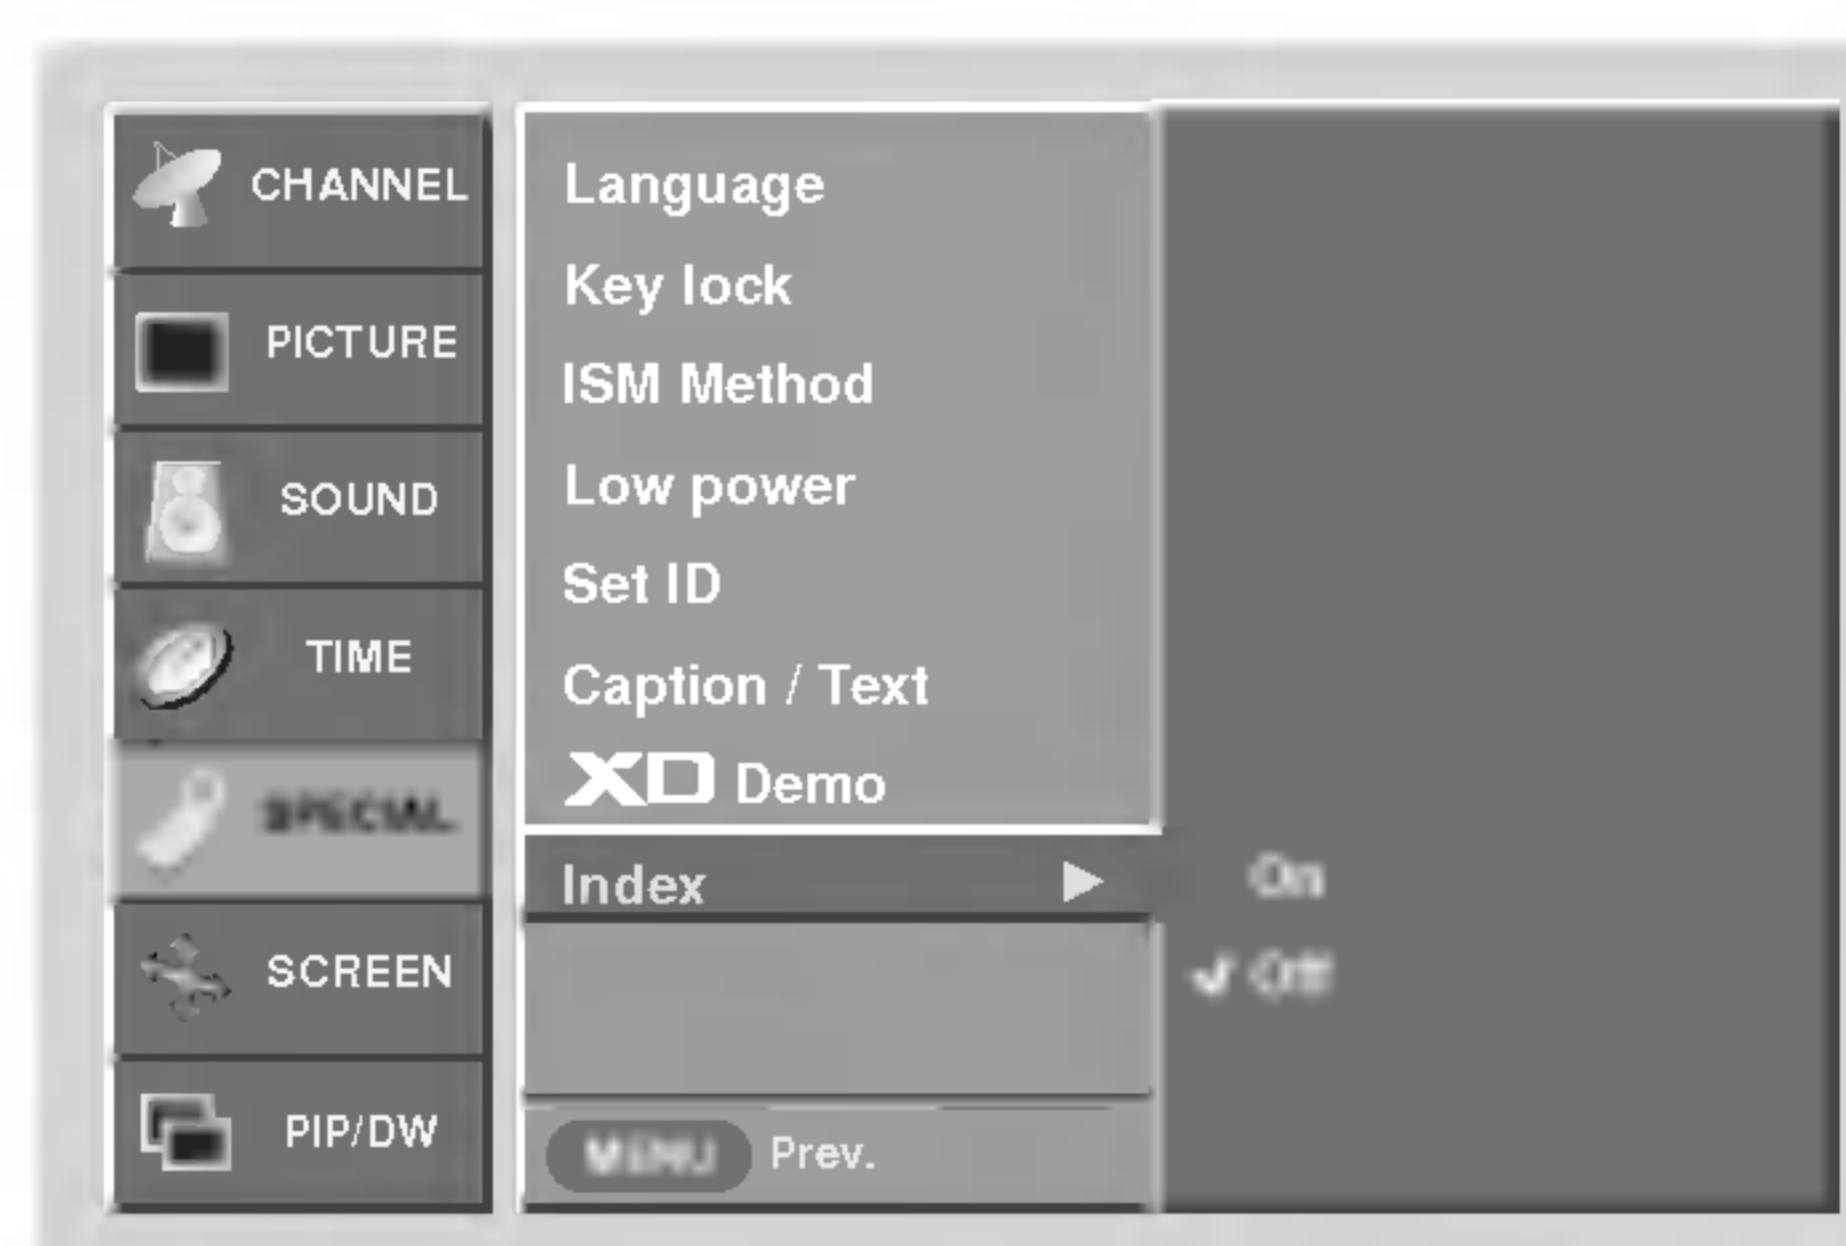 CHANNEL
PICTURE
SOUND
TIME
SPECIAL
SCREEN
PIP/DW
Language
Key lock
ISM Method
Low power
Set ID
Caption / Text
XD Demo
Index ▶
On
✓ Off
MENU Prev.